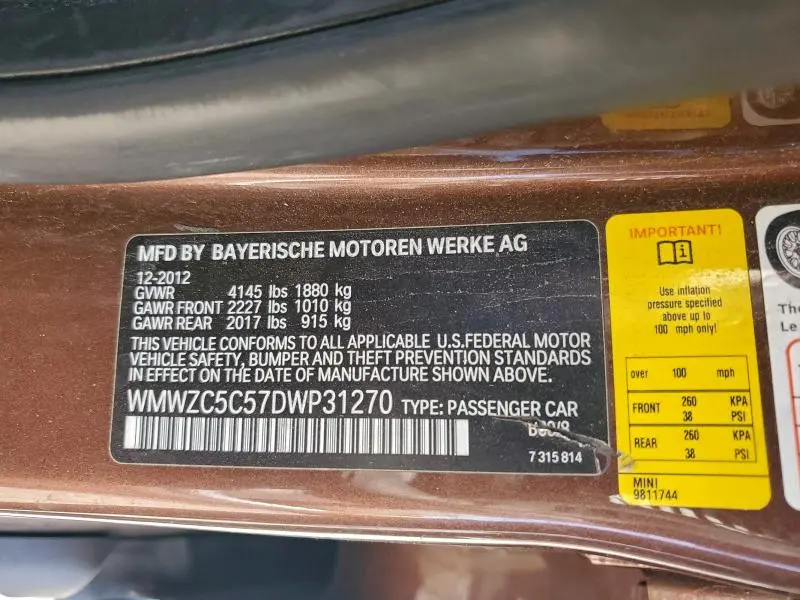 MFD BY BAYERISCHE MOTOREN WERKE AG
12-2012
GVWR 4145 lbs 1880 kg
GAWR FRONT 2227 lbs 1010 kg
GAWR REAR 2017 lbs 915 kg
THIS VEHICLE CONFORMS TO ALL APPLICABLE U.S.FEDERAL MOTOR
VEHICLE SAFETY, BUMPER AND THEFT PREVENTION STANDARDS
IN EFFECT ON THE DATE OF MANUFACTURE SHOWN ABOVE.
WMWZC5C57DWP31270 TYPE: PASSENGER CAR
7 315 814
IMPORTANT!
Use inflation
pressure specified
above up to
100 mph only!
over 100 mph
FRONT 260 KPA
38 PSI
REAR 260 KPA
38 PSI
MINI
9811744
The
Le